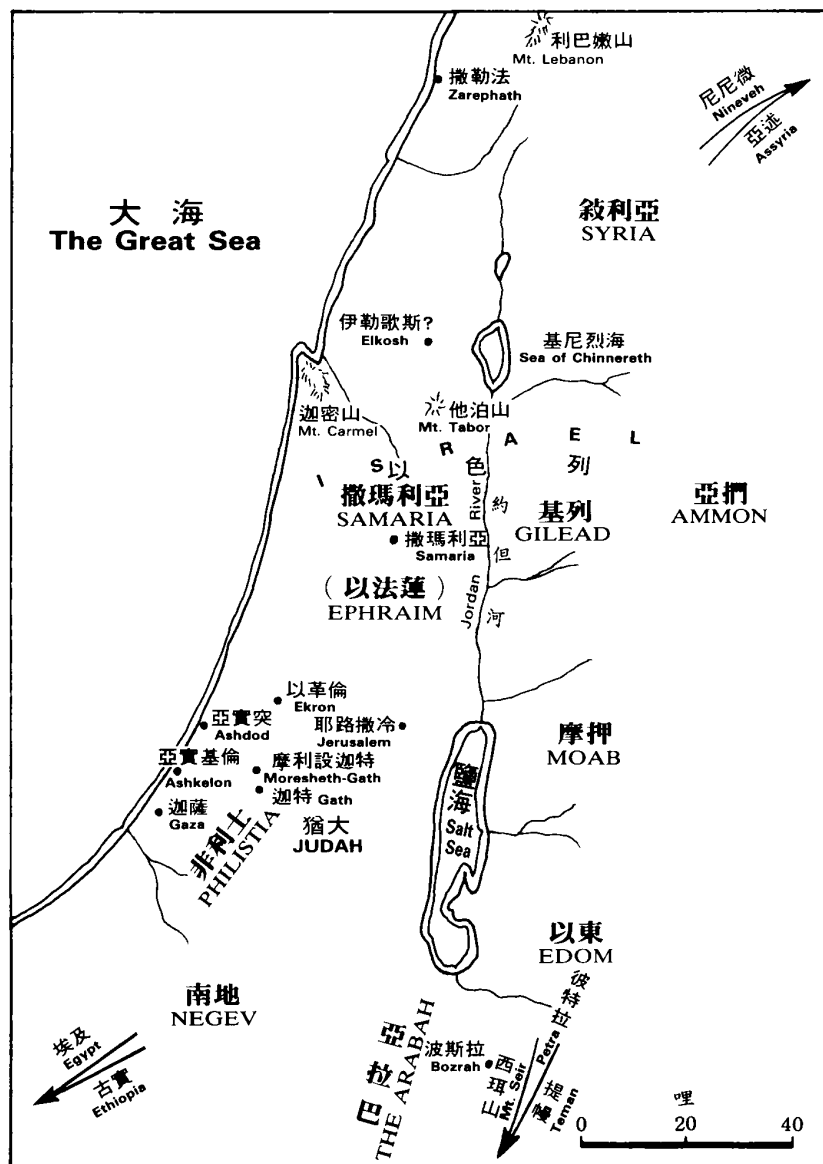 利巴嫩山
Mt. Lebanon
撒勒法
Zarephath
尼尼微
Nineveh
亞述
Assyria
大海
The Great Sea
敍利亞
SYRIA
伊勒歌斯?
Elkosh
基尼烈海
Sea of Chinnereth
迦密山
Mt. Carmel
他泊山
Mt. Tabor
I S R A E L
以色列
撒瑪利亞
SAMARIA
基列
GILEAD
亞捫
AMMON
撒瑪利亞
Samaria
約但河
Jordan River
(以法蓮)
EPHRAIM
以革倫
Ekron
亞實突
Ashdod
耶路撒冷
Jerusalem
亞實基倫
Ashkelon
摩利設迦特
Moresheth-Gath
迦特 Gath
迦薩
Gaza
非利士
PHILISTIA
猶大
JUDAH
摩押
MOAB
鹽海
Salt
Sea
以東
EDOM
南地
NEGEV
埃及
Egypt
古實
Ethiopia
亞拉巴
THE ARABAH
波斯拉
Bozrah
西珥山
Mt. Seir
彼特拉
Petra
提幔
Teman
哩
0 20 40